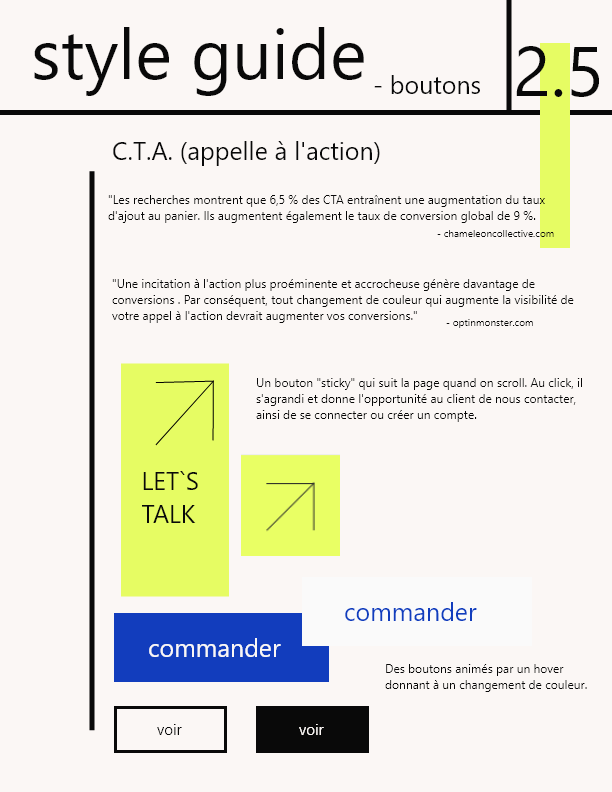 style guide - boutons 2.5
C.T.A. (appelle à l'action)
"Les recherches montrent que 6,5 % des CTA entraînent une augmentation du taux
d'ajout au panier. Ils augmentent également le taux de conversion global de 9 %.
- chameleoncollective.com
"Une incitation à l'action plus proéminente et accrocheuse génère davantage de
conversions . Par conséquent, tout changement de couleur qui augmente la visibilité de
votre appel à l'action devrait augmenter vos conversions."
- optinmonster.com
Un bouton "sticky" qui suit la page quand on scroll. Au click, il
s'agrandi et donne l'opportunité au client de nous contacter,
ainsi de se connecter ou créer un compte.
LET`S
TALK
commander
commander
Des boutons animés par un hover
donnant à un changement de couleur.
voir
voir